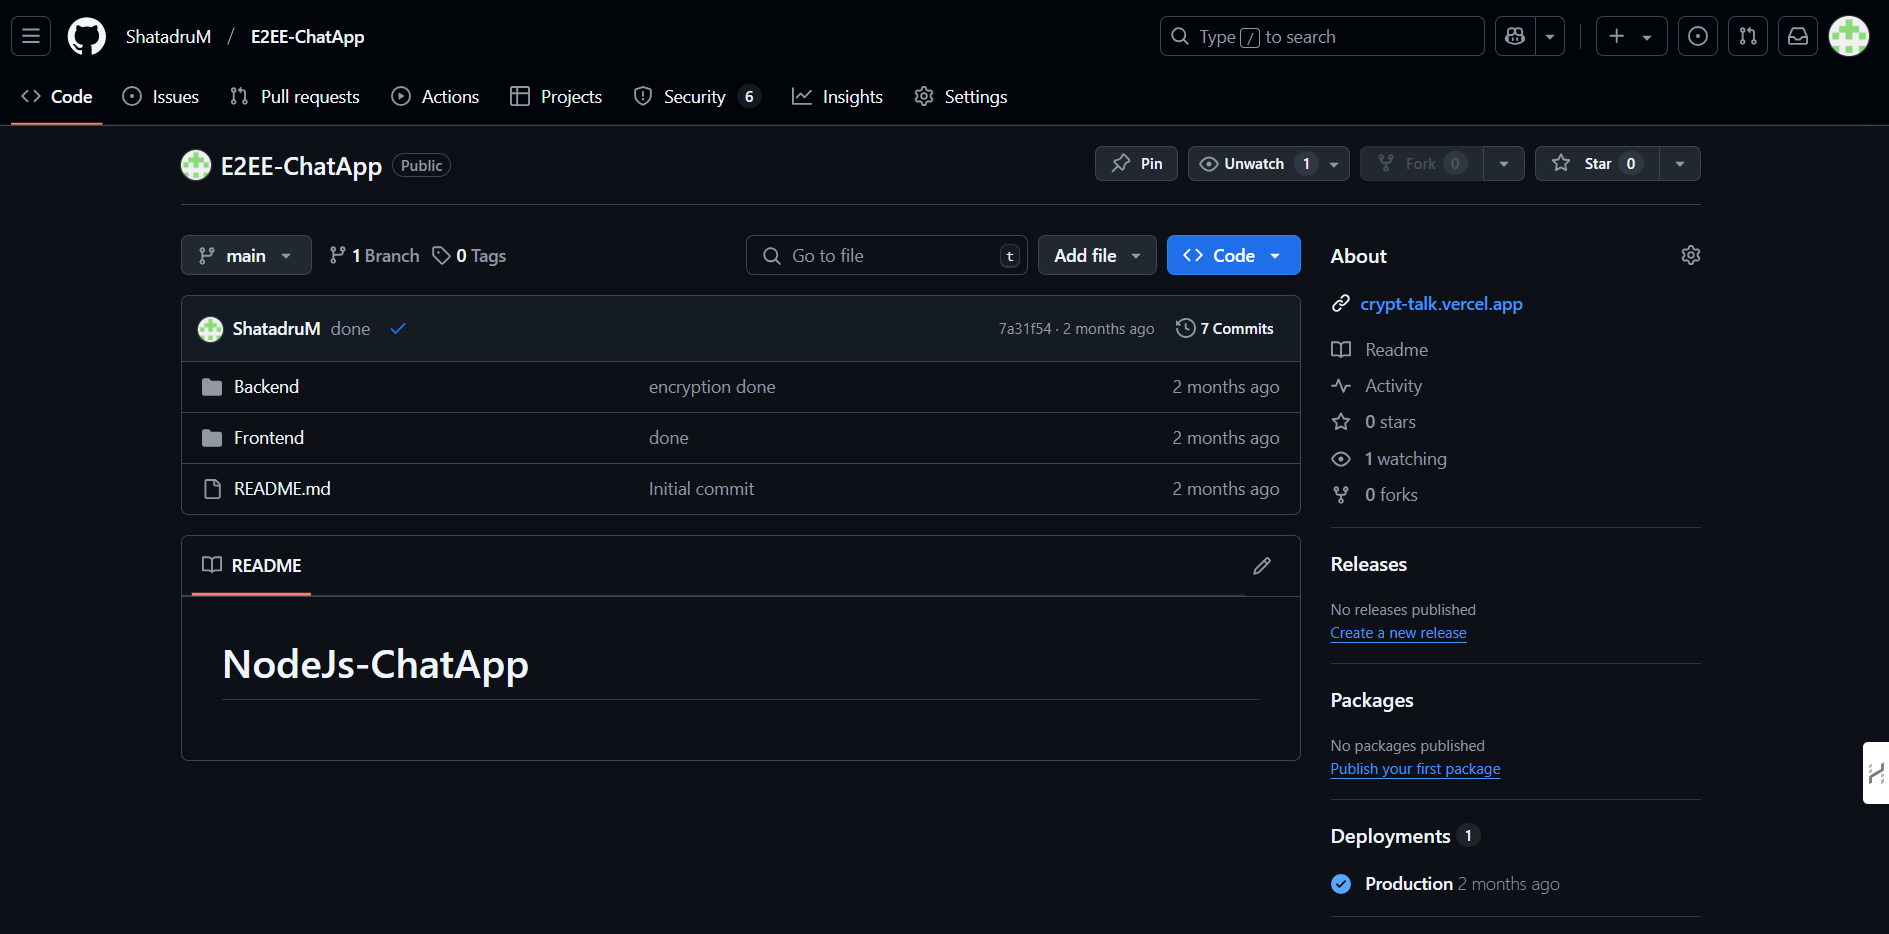 ShatadruM / E2EE-ChatApp
Type / to search
Code Issues Pull requests Actions Projects Security 6 Insights Settings
E2EE-ChatApp Public
Pin Unwatch 1 Fork 0 Star 0
main 1 Branch 0 Tags
Go to file t Add file Code
ShatadruM done 7a31f54 · 2 months ago 7 Commits
Backend encryption done 2 months ago
Frontend done 2 months ago
README.md Initial commit 2 months ago
README
NodeJs-ChatApp
About
crypt-talk.vercel.app
Readme
Activity
0 stars
1 watching
0 forks
Releases
No releases published
Create a new release
Packages
No packages published
Publish your first package
Deployments 1
Production 2 months ago